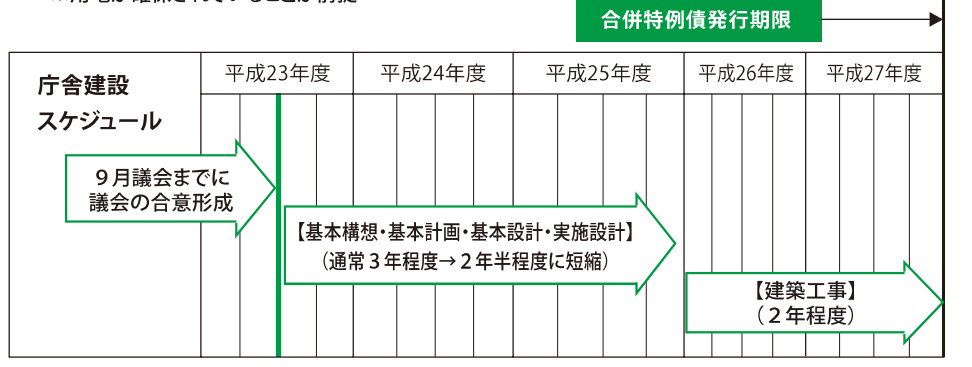 合併特例債発行期限
庁舎建設
スケジュール
平成23年度 平成24年度 平成25年度 平成26年度 平成27年度
９月議会までに
議会の合意形成
【基本構想・基本計画・基本設計・実施設計】
（通常３年程度→２年半程度に短縮）
【建築工事】
（２年程度）